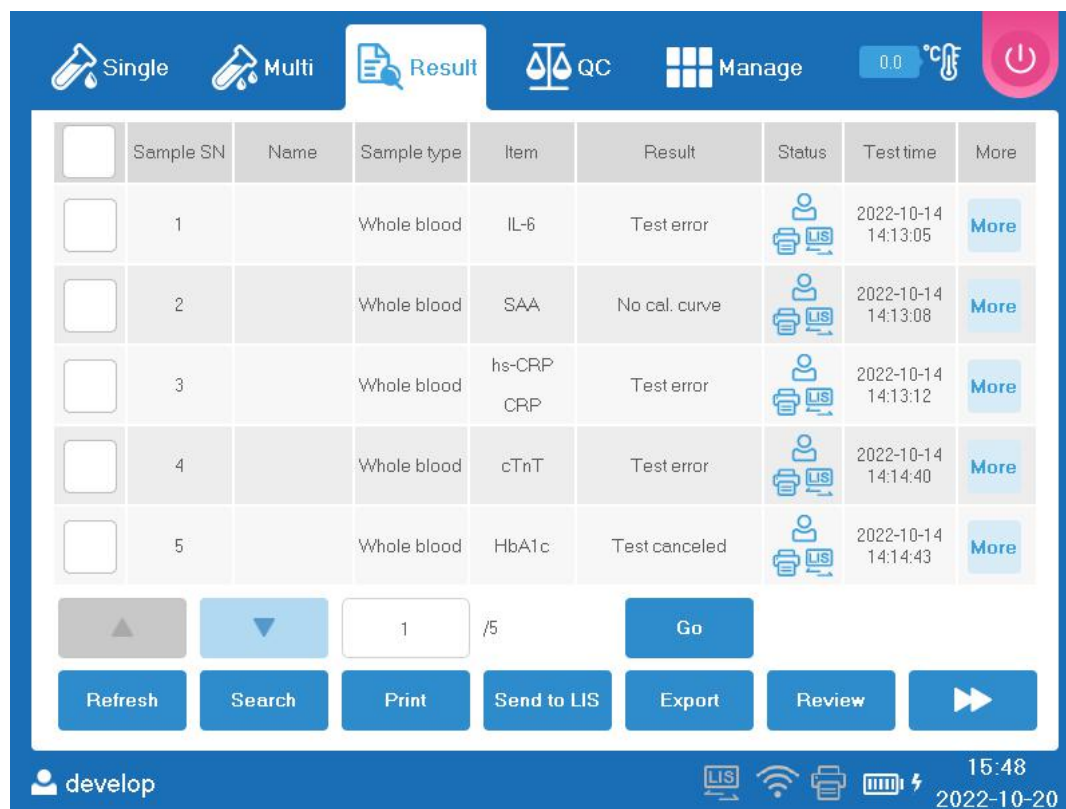 Single Multi Result QC Manage 0.0 °C
Sample SN Name Sample type Item Result Status Test time More
1 Whole blood IL-6 Test error LIS 2022-10-14 14:13:05 More
2 Whole blood SAA No cal. curve LIS 2022-10-14 14:13:08 More
3 Whole blood hs-CRP CRP Test error LIS 2022-10-14 14:13:12 More
4 Whole blood cTnT Test error LIS 2022-10-14 14:14:40 More
5 Whole blood HbA1c Test canceled LIS 2022-10-14 14:14:43 More
1 /5 Go
Refresh Search Print Send to LIS Export Review
develop LIS 15:48
2022-10-20